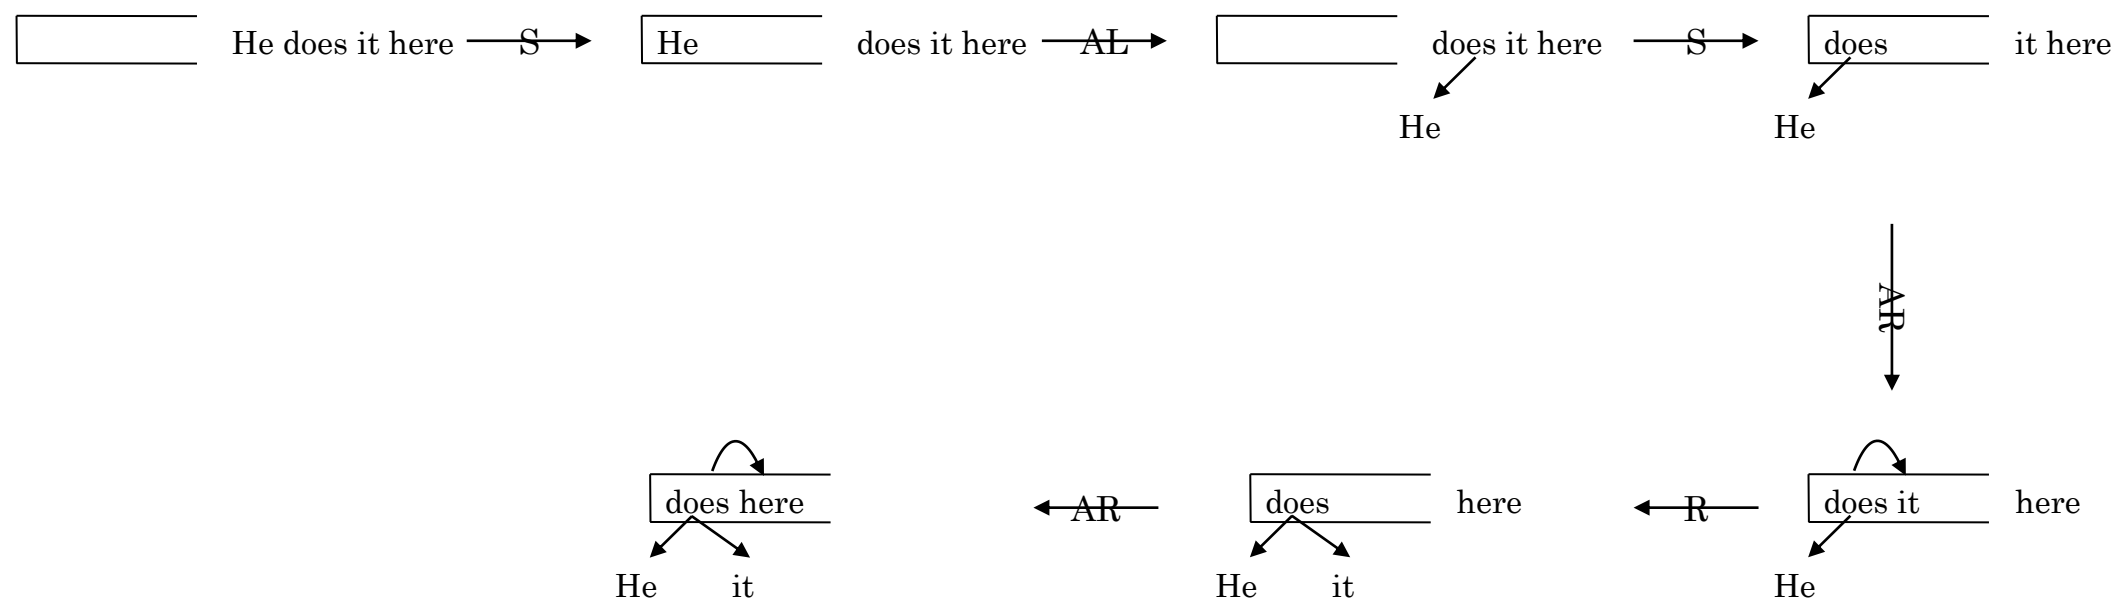 He does it here S He does it here AL does it here S does it here
He He
AR
does here AR does here R does it here
He it He it He